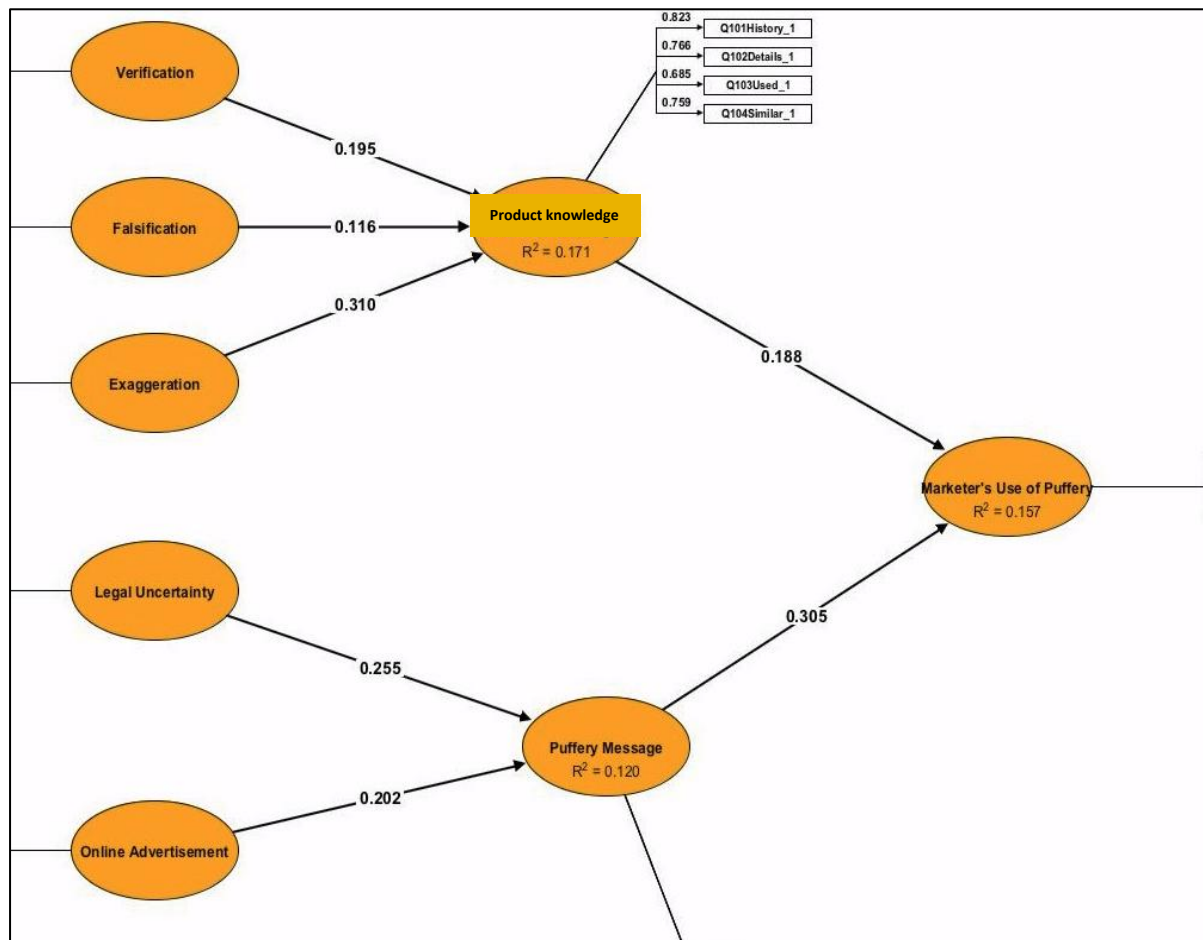 0.823
Q101History_1
0.766
Q102Details_1
0.685
Q103Used_1
0.759
Q104Similar_1
Verification
0.195
Product knowledge
R² = 0.171
Falsification
0.116
Exaggeration
0.310
0.188
Marketer's Use of Puffery
R² = 0.157
Legal Uncertainty
0.255
0.305
Puffery Message
R² = 0.120
0.202
Online Advertisement